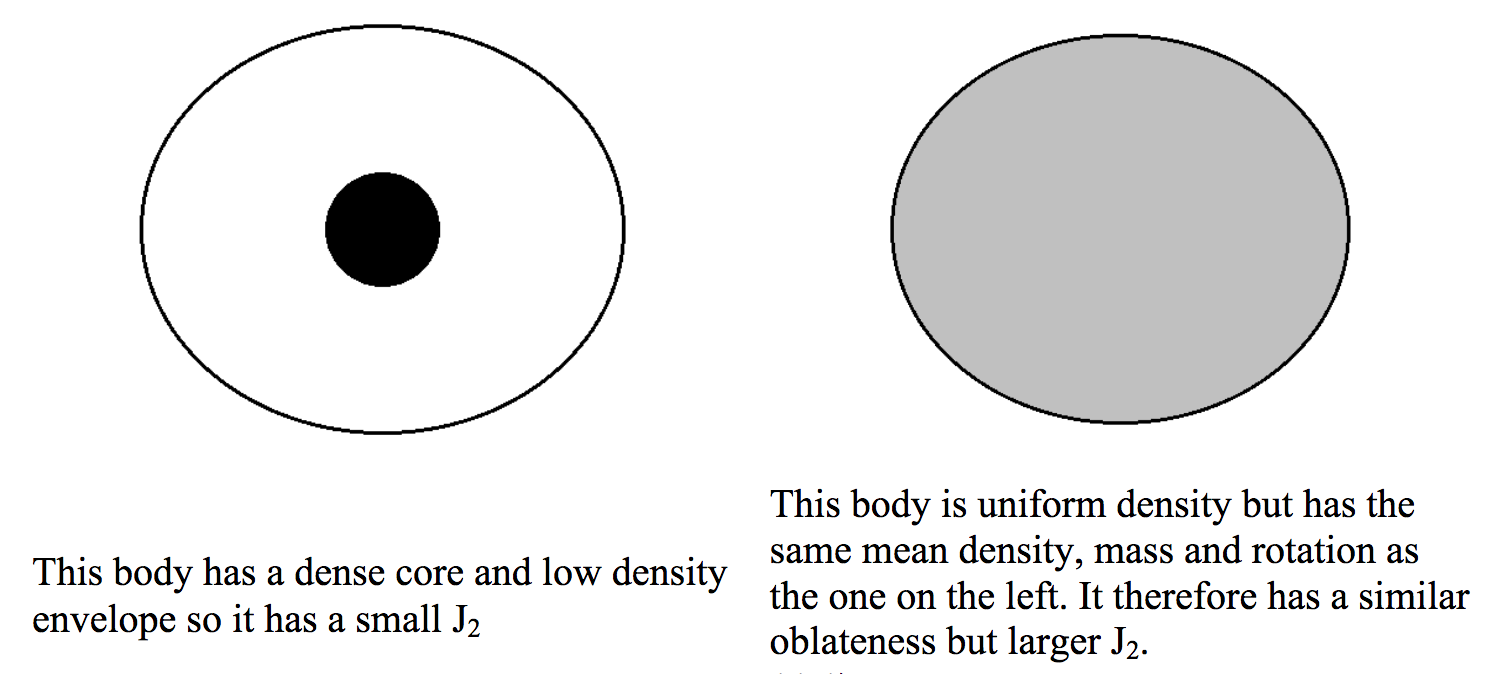 This body has a dense core and low density
envelope so it has a small J₂
This body is uniform density but has the
same mean density, mass and rotation as
the one on the left. It therefore has a similar
oblateness but larger J₂.